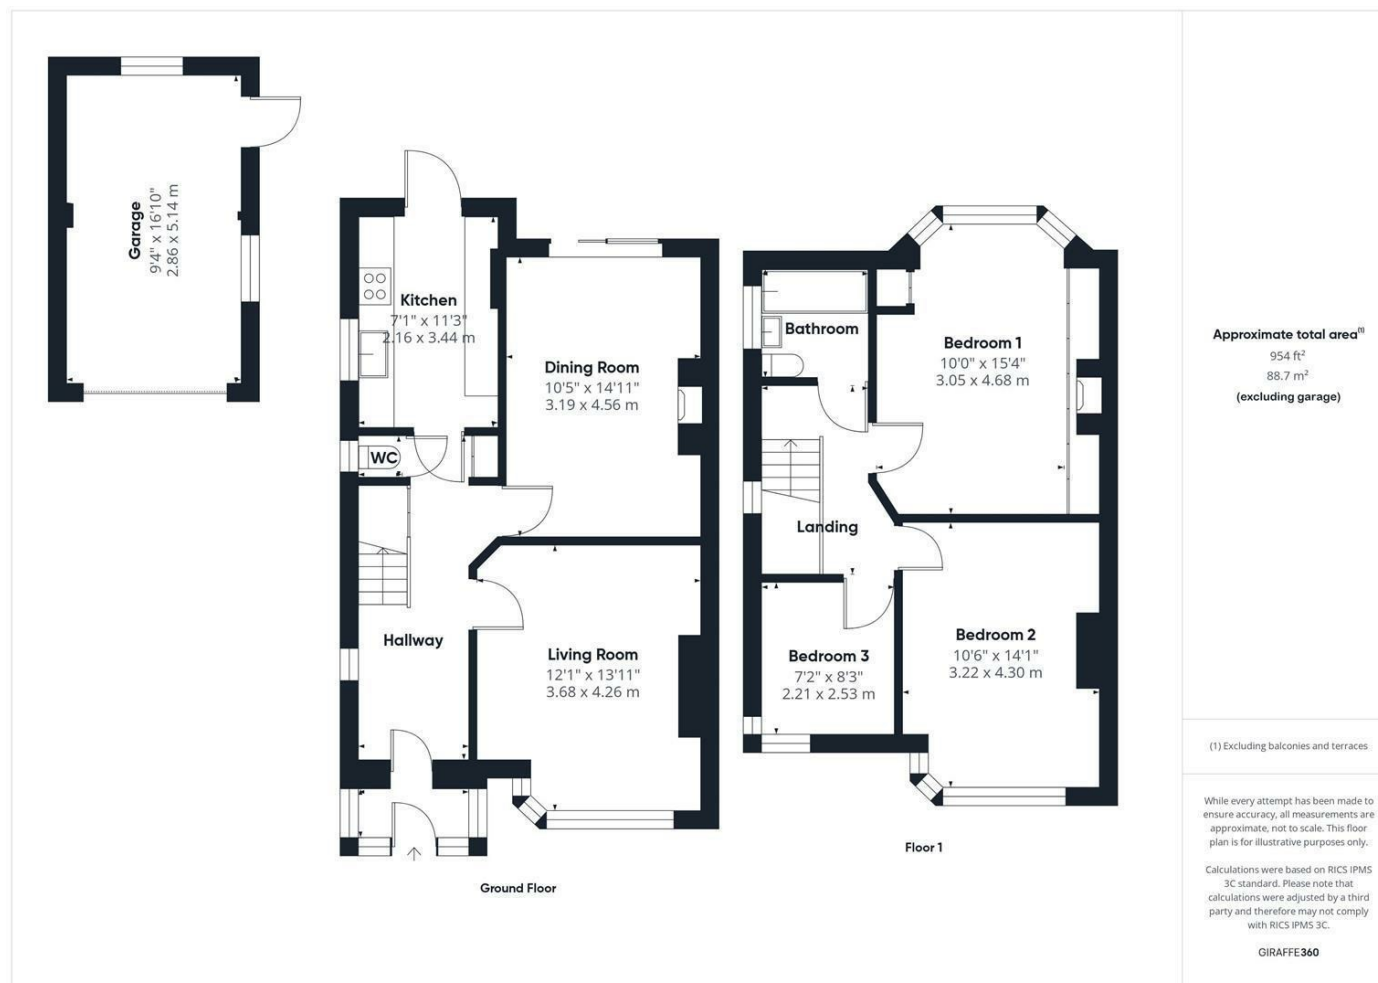 Garage
9'4" x 16'10"
2.86 x 5.14 m
Kitchen
7'1" x 11'3"
2.16 x 3.44 m
Dining Room
10'5" x 14'11"
3.19 x 4.56 m
WC
Hallway
Living Room
12'1" x 13'11"
3.68 x 4.26 m
Ground Floor
Bathroom
Bedroom 1
10'0" x 15'4"
3.05 x 4.68 m
Landing
Bedroom 2
10'6" x 14'1"
3.22 x 4.30 m
Bedroom 3
7'2" x 8'3"
2.21 x 2.53 m
Floor 1
Approximate total area(1)
954 ft²
88.7 m²
(excluding garage)
(1) Excluding balconies and terraces
While every attempt has been made to
ensure accuracy, all measurements are
approximate, not to scale. This floor
plan is for illustrative purposes only.
Calculations were based on RICS IPMS
3C standard. Please note that
calculations were adjusted by a third
party and therefore may not comply
with RICS IPMS 3C.
GIRAFFE360